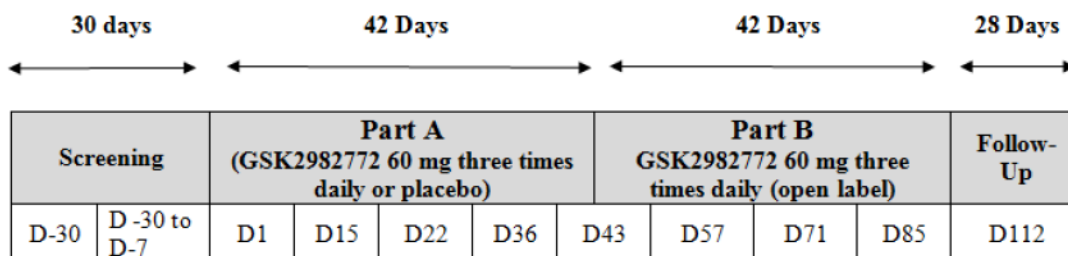 30 days 42 Days 42 Days 28 Days
Screening
Part A
(GSK2982772 60 mg three times
daily or placebo)
Part B
GSK2982772 60 mg three
times daily (open label)
Follow-
Up
D-30
D -30 to
D-7
D1 D15 D22 D36 D43 D57 D71 D85 D112